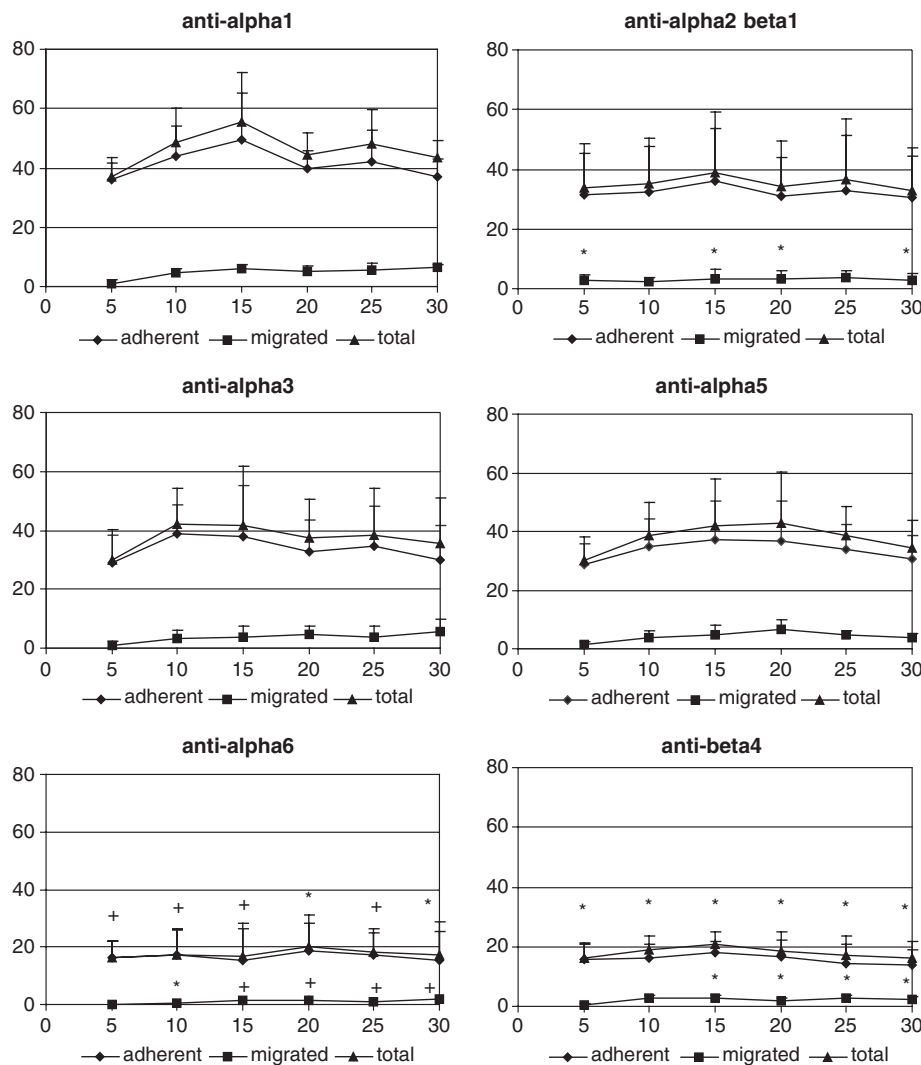 anti-alpha1
80
60
40
20
0
0 5 10 15 20 25 30
adherent migrated total
anti-alpha2 beta1
80
60
40
20
0
* * * *
0 5 10 15 20 25 30
adherent migrated total
anti-alpha3
80
60
40
20
0
0 5 10 15 20 25 30
adherent migrated total
anti-alpha5
80
60
40
20
0
0 5 10 15 20 25 30
adherent migrated total
anti-alpha6
80
60
40
20
0
+ + + * + *
* + + + +
0 5 10 15 20 25 30
adherent migrated total
anti-beta4
80
60
40
20
0
* * * * * *
* * * *
0 5 10 15 20 25 30
adherent migrated total